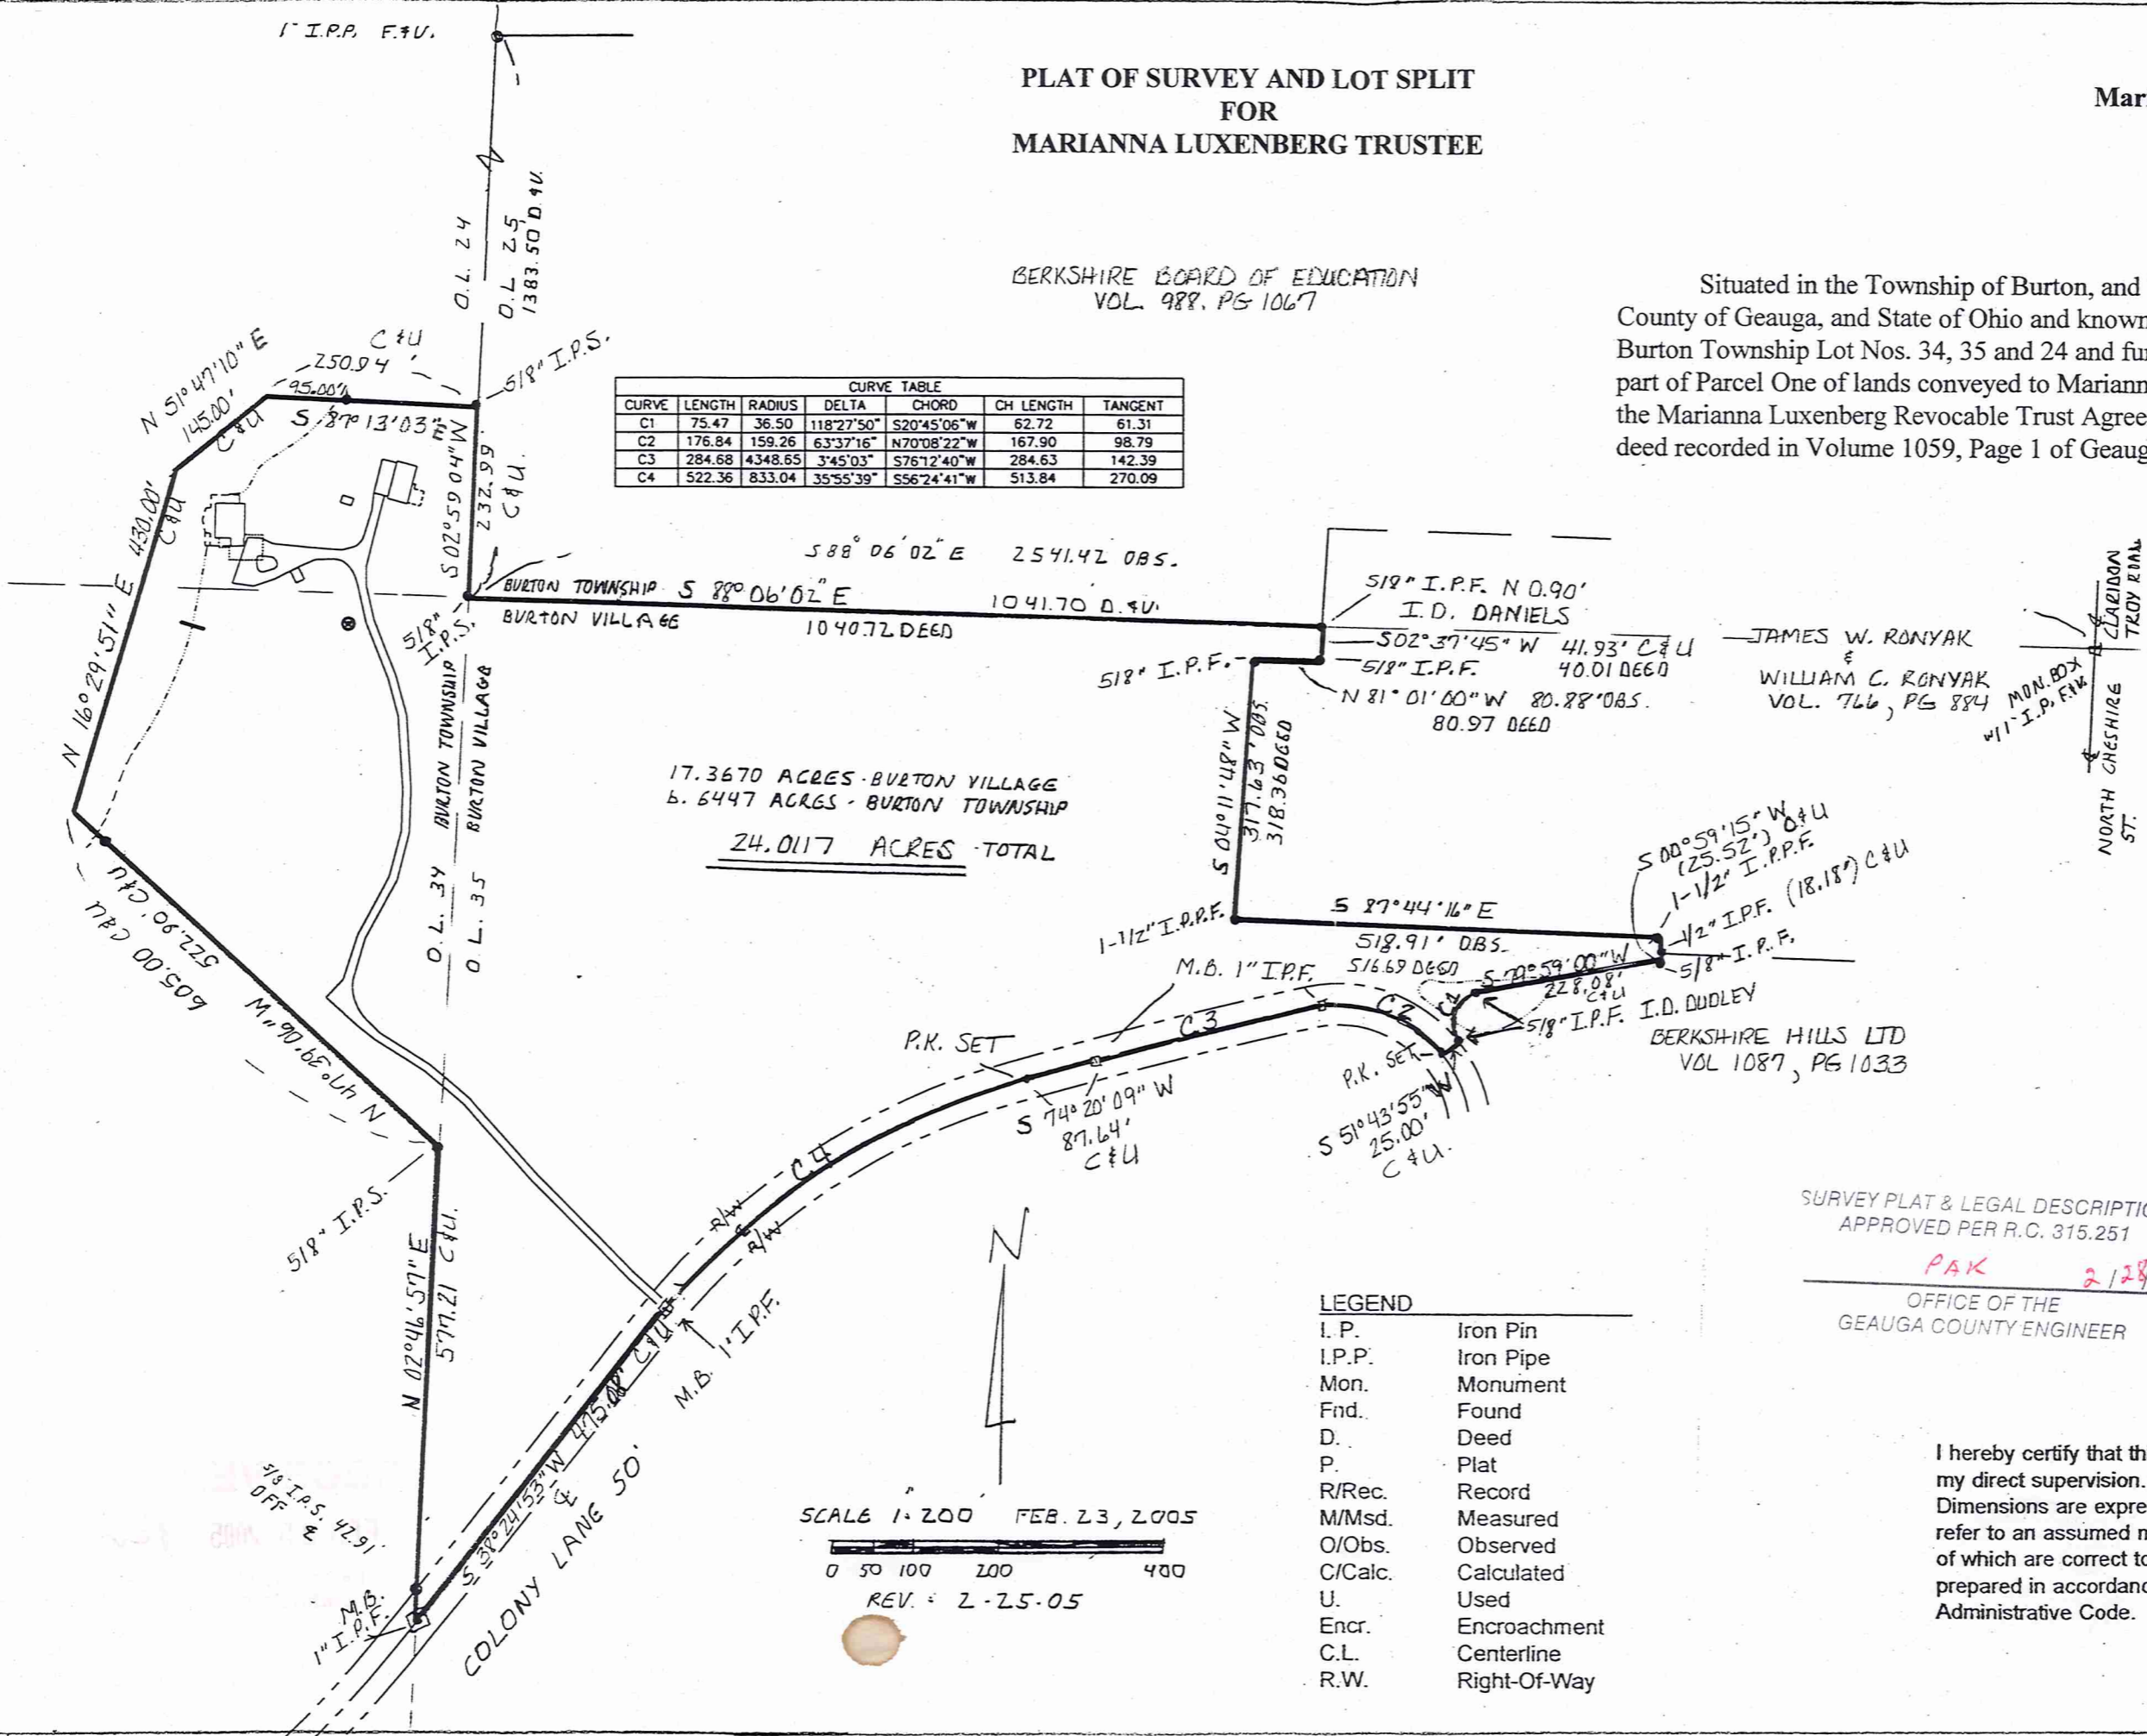 1" I.P.P. F.&U.
PLAT OF SURVEY AND LOT SPLIT
FOR
MARIANNA LUXENBERG TRUSTEE
Mar
O.L. 24
O.L 25
1383.50 D.&U.
BERKSHIRE BOARD OF EDUCATION
VOL. 988. PG 1067
Situated in the Township of Burton, and
County of Geauga, and State of Ohio and known
Burton Township Lot Nos. 34, 35 and 24 and fu
part of Parcel One of lands conveyed to Mariann
the Marianna Luxenberg Revocable Trust Agree
deed recorded in Volume 1059, Page 1 of Geaug
N 51° 47'10" E
145.00'
C&U
C&U
250.94'
95.00'
S 87° 13'03" E
5/8" I.P.S.
S 02° 59'04" W
232.99
C&U.
CURVE TABLE
CURVE LENGTH RADIUS DELTA CHORD CH LENGTH TANGENT
C1 75.47 36.50 118°27'50" S20°45'06"W 62.72 61.31
C2 176.84 159.26 63°37'16" N70°08'22"W 167.90 98.79
C3 284.68 4348.65 3°45'03" S76°12'40"W 284.63 142.39
C4 522.36 833.04 35°55'39" S56°24'41"W 513.84 270.09
N 16° 29'51" E 430.00'
C&U
S 88° 06'02" E 2541.42 OBS.
BURTON TOWNSHIP S 88° 06'02" E 1041.70 D.&U.
BURTON VILLAGE 1040.72 DEED
5/8" I.P.S.
5/8" I.P.F. N 0.90'
I.D. DANIELS
S 02° 37'45" W 41.93' C&U
5/8" I.P.F. 40.01 DEED
5/8" I.P.F.
N 81° 01'00" W 80.88' OBS.
80.97 DEED
JAMES W. RONYAK
&
WILLIAM C. RONYAK
VOL. 766, PG 884
MON. BOX
W/1" I.P. F&U
CLARIDON
TROY ROAD
NORTH CHESHIRE
ST.
BURTON TOWNSHIP
BURTON VILLAGE
O.L. 34
O.L. 35
17.3670 ACRES - BURTON VILLAGE
6.6447 ACRES - BURTON TOWNSHIP
24.0117 ACRES - TOTAL
S 04° 11'48" W
317.63' OBS.
318.36 DEED
1-1/2" I.P.P.F.
S 87° 44'16" E
518.91' OBS.
516.69 DEED
S 00° 59'15" W
(25.52') O&U
1-1/2" I.P.P.F.
1/2" I.P.F. (18.18') C&U
5/8" I.P.F.
S 79° 59'00" W
228.08'
C&U
5/8" I.P.F. I.D. DUDLEY
BERKSHIRE HILLS LTD
VOL 1087, PG 1033
M.B. 1" I.P.F.
C1
C2
C3
C4
P.K. SET
P.K. SET
S 51° 43'55" W
25.00'
C&U.
S 74° 20'09" W
87.64'
C&U
522.90' C&U
605.00 C&U
N 47° 39'06" W
5/8" I.P.S.
N 02° 46'57" E
577.21 C&U.
R/W
R/W
M.B. 1" I.P.F.
S 38° 24'53" W 475.08' C&U
COLONY LANE 50'
5/8 I.P.S. 42.91'
OFF ℄
M.B.
1" I.P.F.
N
SCALE 1:200 FEB. 23, 2005
0 50 100 200 400
REV.: 2-25-05
LEGEND
I.P. Iron Pin
I.P.P. Iron Pipe
Mon. Monument
Fnd. Found
D. Deed
P. Plat
R/Rec. Record
M/Msd. Measured
O/Obs. Observed
C/Calc. Calculated
U. Used
Encr. Encroachment
C.L. Centerline
R.W. Right-Of-Way
SURVEY PLAT & LEGAL DESCRIPTIO
APPROVED PER R.C. 315.251
PAK 2/28
OFFICE OF THE
GEAUGA COUNTY ENGINEER
I hereby certify that th
my direct supervision.
Dimensions are expre
refer to an assumed m
of which are correct to
prepared in accordanc
Administrative Code.